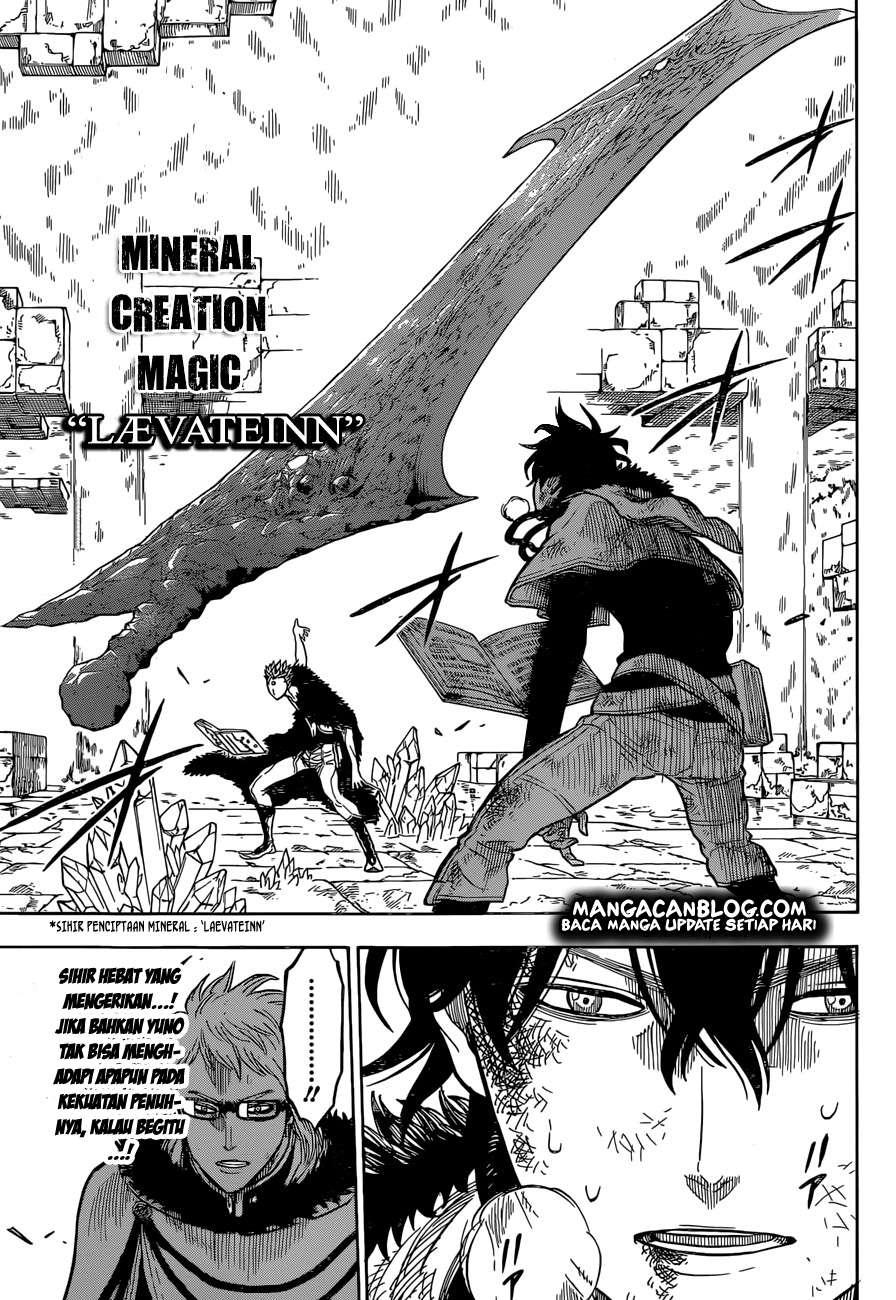 MINERAL
CREATION
MAGIC
“LÆVATEINN”
MANGACANBLOG.COM
BACA MANGA UPDATE SETIAP HARI
*SIHIR PENCIPTAAN MINERAL : ‘LAEVATEINN’
SIHIR HEBAT YANG
MENGERIKAN...!
JIKA BAHKAN YUNO
TAK BISA MENGH-
ADAPI APAPUN PADA
KEKUATAN PENUH-
NYA, KALAU BEGITU
...!
.........!!